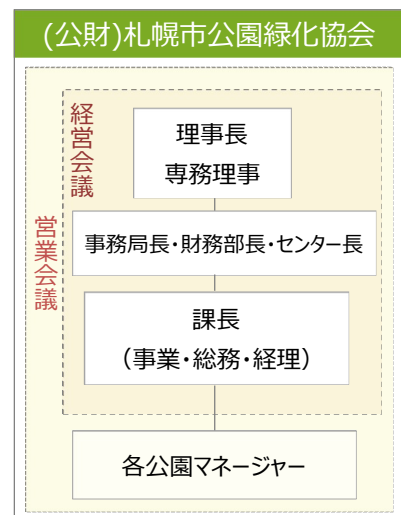 (公財)札幌市公園緑化協会
経営会議
理事長
専務理事
営業会議
事務局長・財務部長・センター長
課長
(事業・総務・経理)
各公園マネージャー